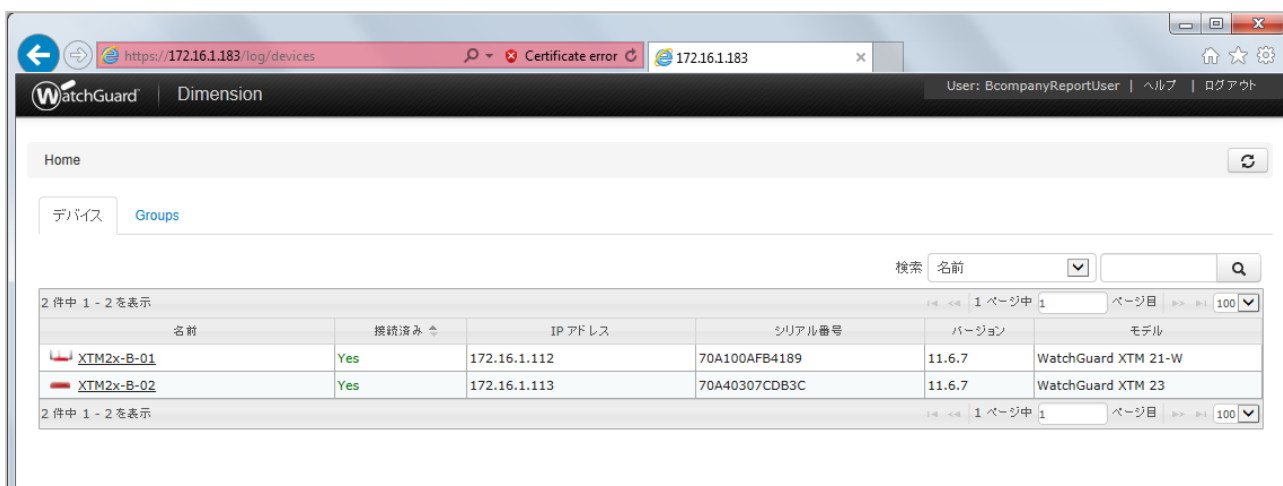 https://172.16.1.183/log/devices Certificate error 172.16.1.183
WatchGuard Dimension User: BcompanyReportUser | ヘルプ | ログアウト
Home
デバイス Groups
検索 名前
2 件中 1 - 2 を表示 1 ページ中 1 ページ目 100
名前 接続済み IP アドレス シリアル番号 バージョン モデル
XTM2x-B-01 Yes 172.16.1.112 70A100AFB4189 11.6.7 WatchGuard XTM 21-W
XTM2x-B-02 Yes 172.16.1.113 70A40307CDB3C 11.6.7 WatchGuard XTM 23
2 件中 1 - 2 を表示 1 ページ中 1 ページ目 100